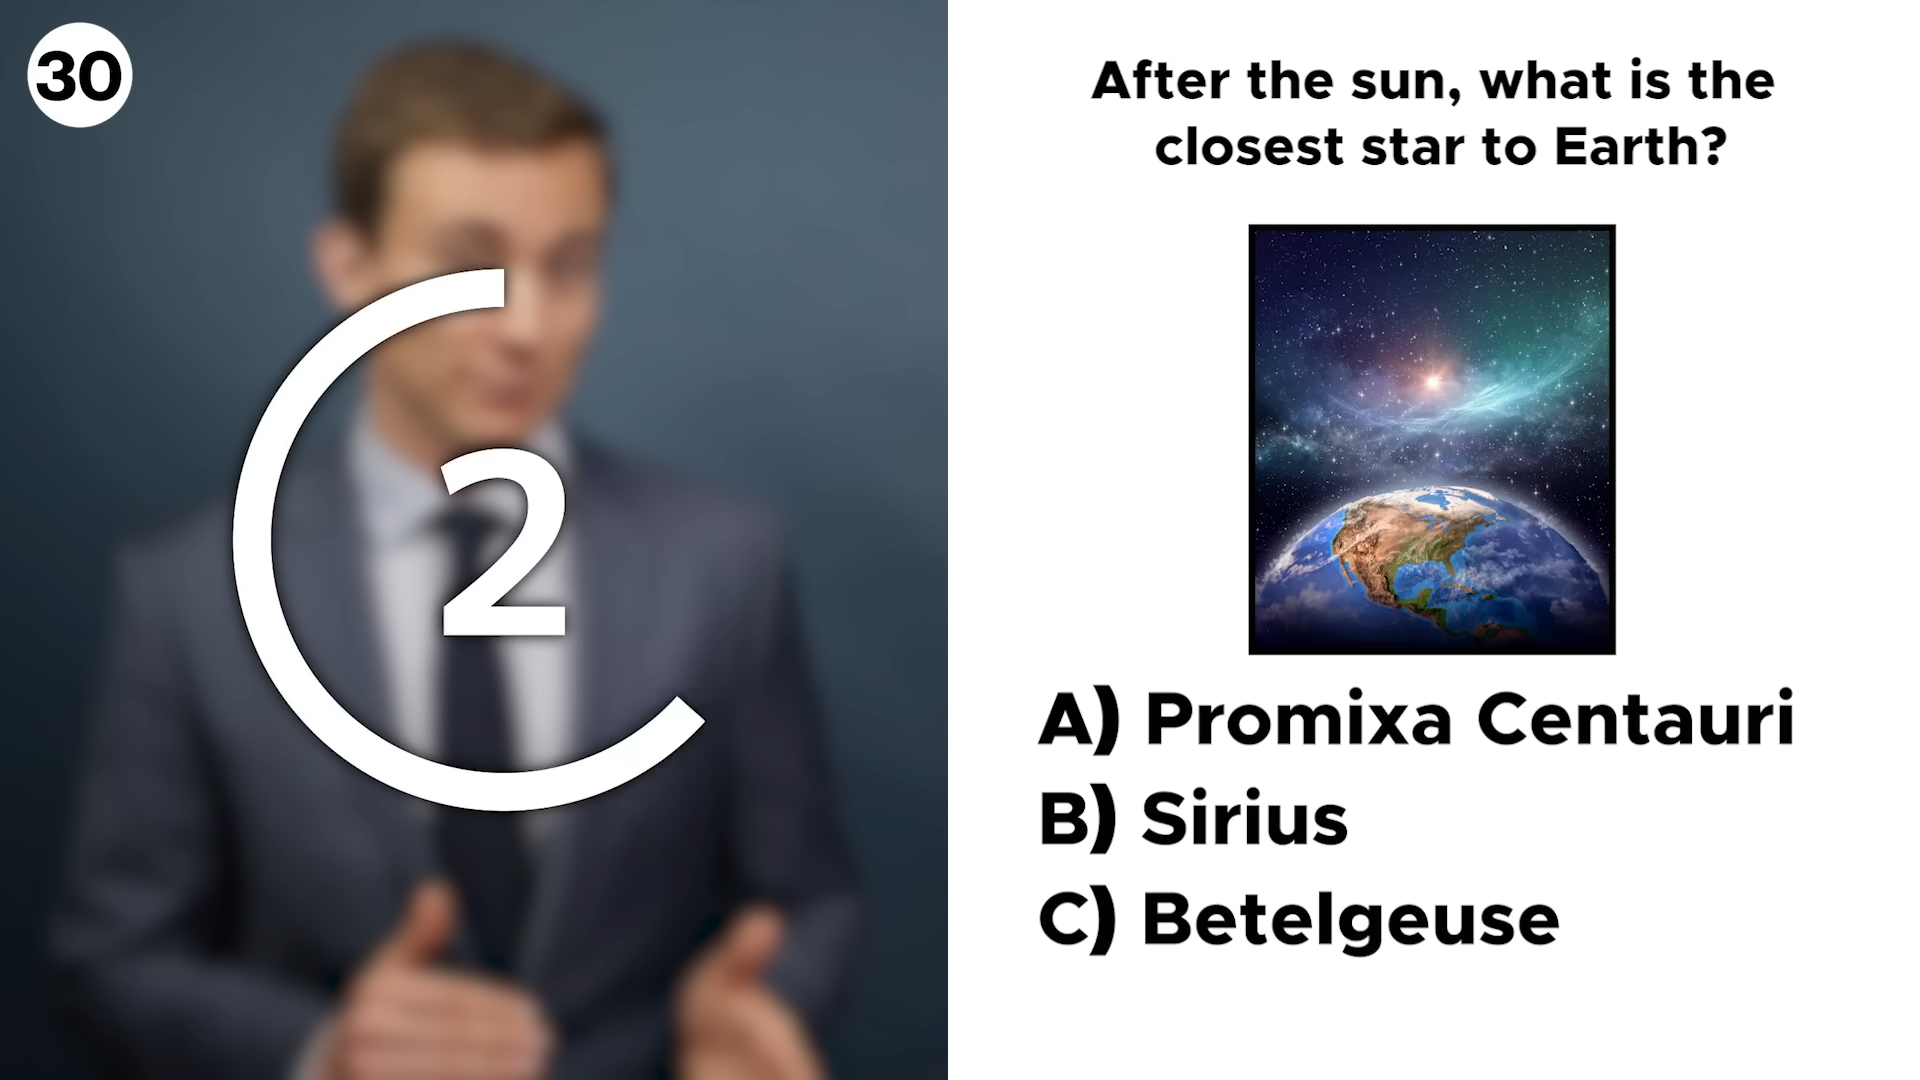 30
2
After the sun, what is the
closest star to Earth?
A) Promixa Centauri
B) Sirius
C) Betelgeuse